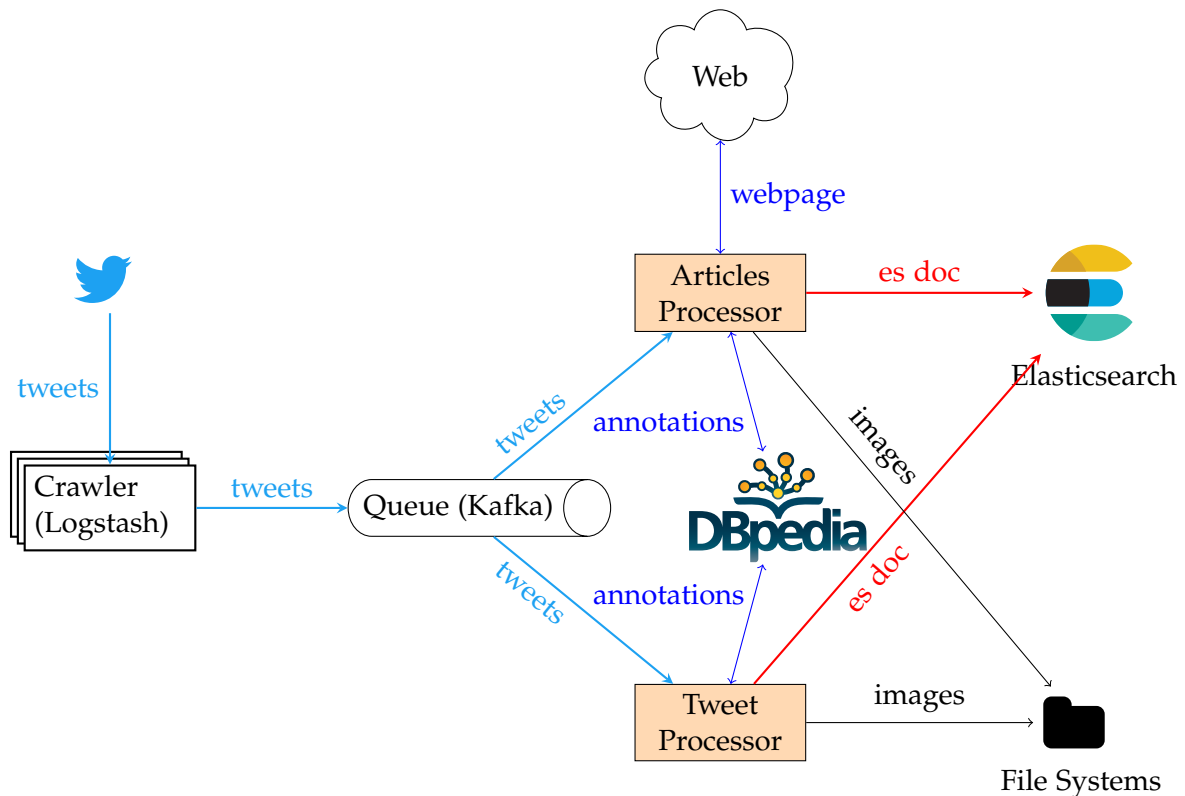 Web
webpage
Articles
Processor
es doc
Elasticsearch
tweets
tweets
annotations
images
Crawler
(Logstash)
tweets
Queue (Kafka)
DBpedia
tweets
annotations
es doc
Tweet
Processor
images
File Systems